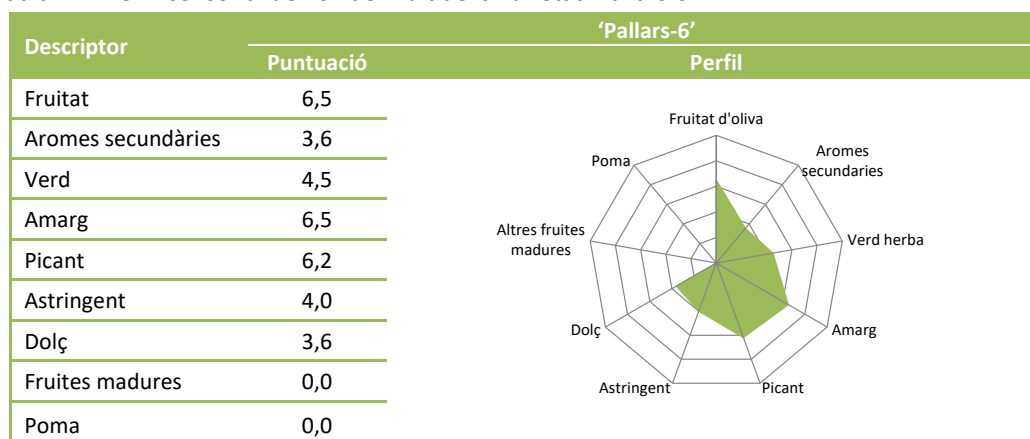 Descriptor
'Pallars-6'
Puntuació
Perfil
Fruitat 6,5
Aromes secundàries 3,6
Verd 4,5
Amarg 6,5
Picant 6,2
Astringent 4,0
Dolç 3,6
Fruites madures 0,0
Poma 0,0
Fruitat d'oliva
Aromes
secundaries
Verd herba
Amarg
Picant
Astringent
Dolç
Altres fruites
madures
Poma